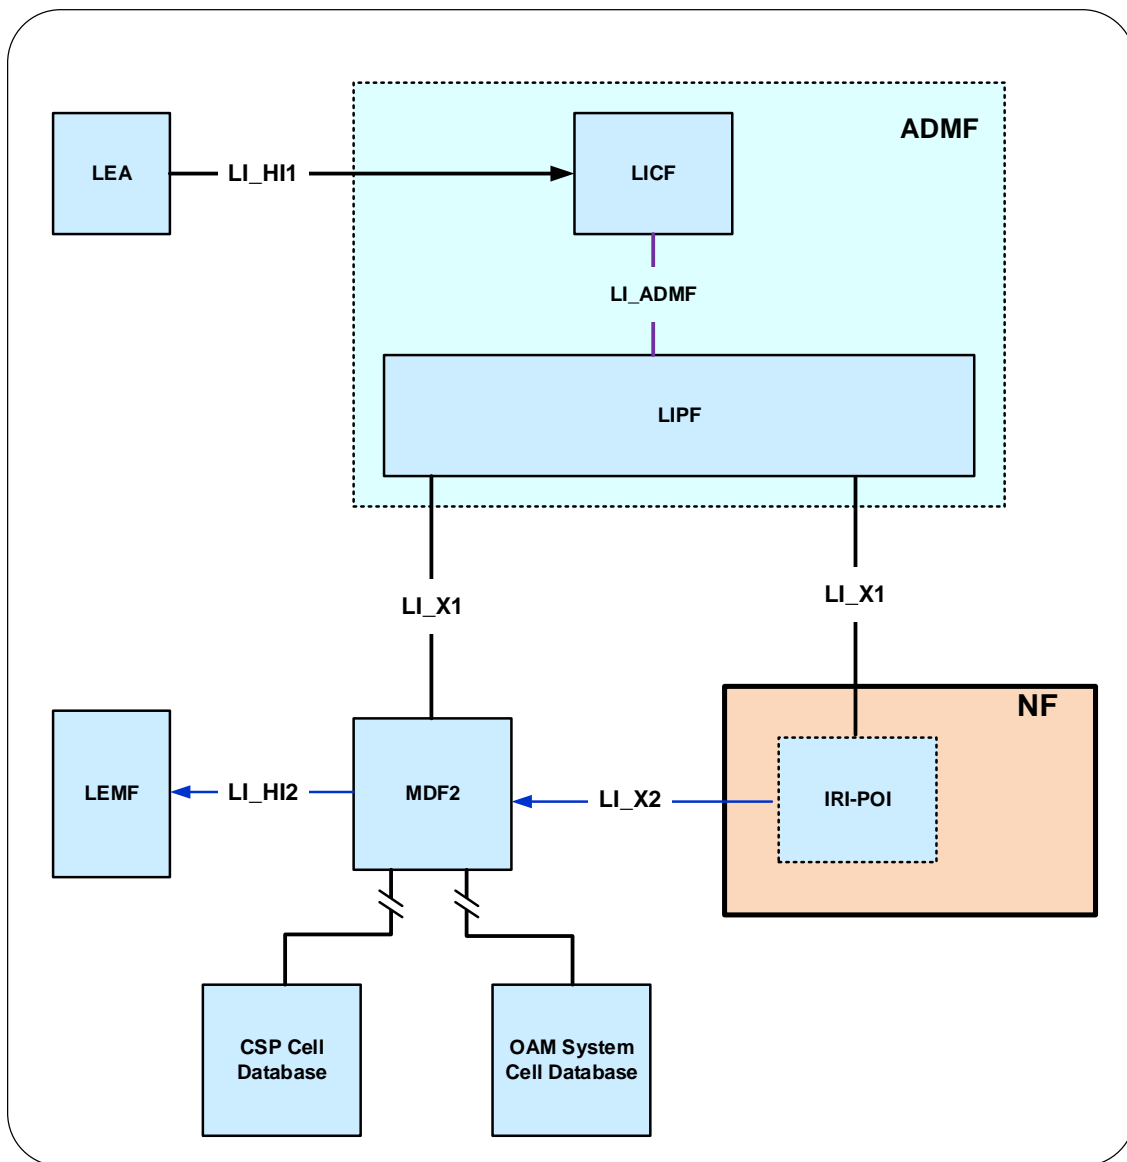 ADMF
LEA
LI_HI1
LICF
LI_ADMF
LIPF
LI_X1
LI_X1
NF
LEMF
LI_HI2
MDF2
LI_X2
IRI-POI
CSP Cell
Database
OAM System
Cell Database